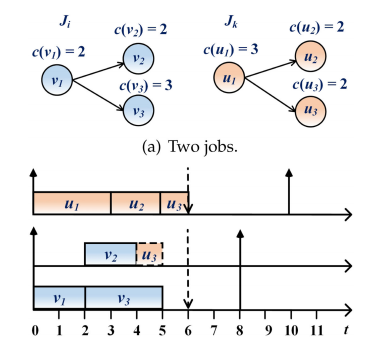 J_i J_k
c(v_2) = 2 c(u_2) = 2
c(v_1) = 2 c(u_1) = 3
v_2 u_2
v_1 c(v_3) = 3 u_1 c(u_3) = 2
v_3 u_3
(a) Two jobs.
u_1 u_2 u_3
v_2 u_3
v_1 v_3
0 1 2 3 4 5 6 7 8 9 10 11 t